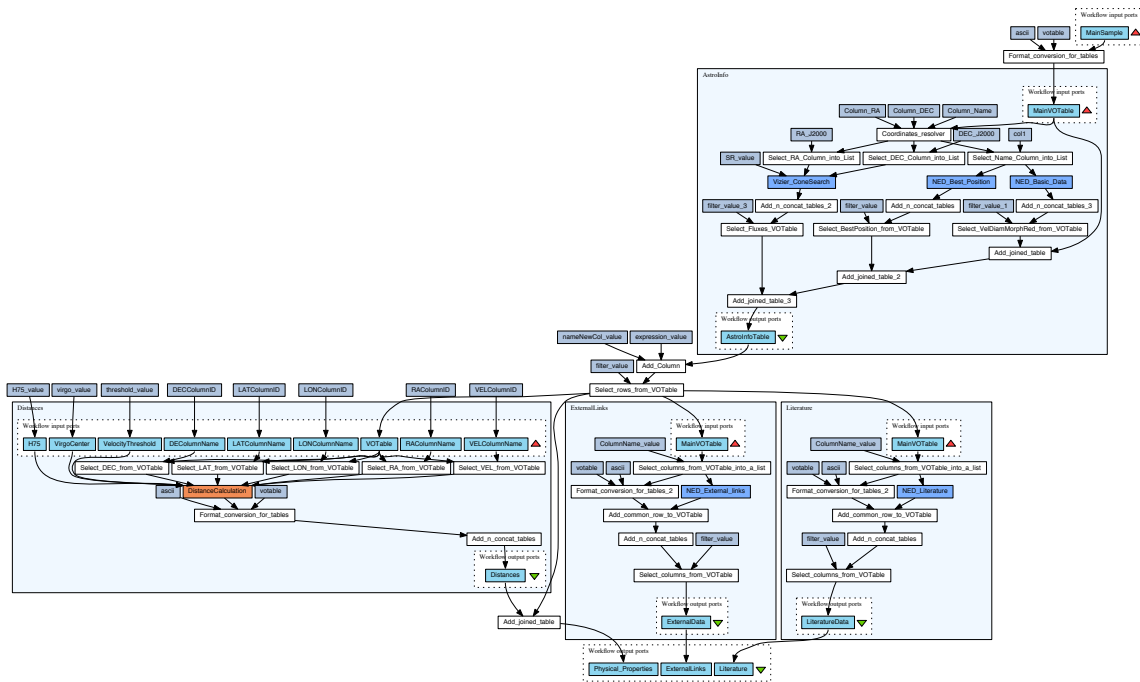 Workflow input ports
ascii votable MainSample
Format_conversion_for_tables
AstroInfo
Workflow input ports
Column_RA Column_DEC Column_Name MainVOTable
RA_J2000 Coordinates_resolver DEC_J2000 col1
SR_value Select_RA_Column_into_List Select_DEC_Column_into_List Select_Name_Column_into_List
Vizier_ConeSearch NED_Best_Position NED_Basic_Data
filter_value_3 Add_n_concat_tables_2 filter_value Add_n_concat_tables filter_value_1 Add_n_concat_tables_3
Select_Fluxes_VOTable Select_BestPosition_from_VOTable Select_VelDiamMorphRed_from_VOTable
Add_joined_table
Add_joined_table_2
Add_joined_table_3
Workflow output ports
nameNewCol_value expression_value AstroInfoTable
filter_value Add_Column
H75_value virgo_value threshold_value DECColumnID LATColumnID LONColumnID RAColumnID VELColumnID Select_rows_from_VOTable
Distances ExternalLinks Literature
Workflow input ports Workflow input ports Workflow input ports
H75 VirgoCenter VelocityThreshold DEColumnName LATColumnName LONColumnName VOTable RAColumnName VELColumnName ColumnName_value MainVOTable ColumnName_value MainVOTable
Select_DEC_from_VOTable Select_LAT_from_VOTable Select_LON_from_VOTable Select_RA_from_VOTable Select_VEL_from_VOTable votable ascii Select_columns_from_VOTable_into_a_list votable ascii Select_columns_from_VOTable_into_a_list
ascii DistanceCalculation votable Format_conversion_for_tables_2 NED_External_links Format_conversion_for_tables_2 NED_Literature
Format_conversion_for_tables Add_common_row_to_VOTable Add_common_row_to_VOTable
Add_n_concat_tables Add_n_concat_tables filter_value filter_value Add_n_concat_tables
Workflow output ports
Distances Select_columns_from_VOTable Select_columns_from_VOTable
Workflow output ports Workflow output ports
Add_joined_table ExternalData LiteratureData
Workflow output ports
Physical_Properties ExternalLinks Literature